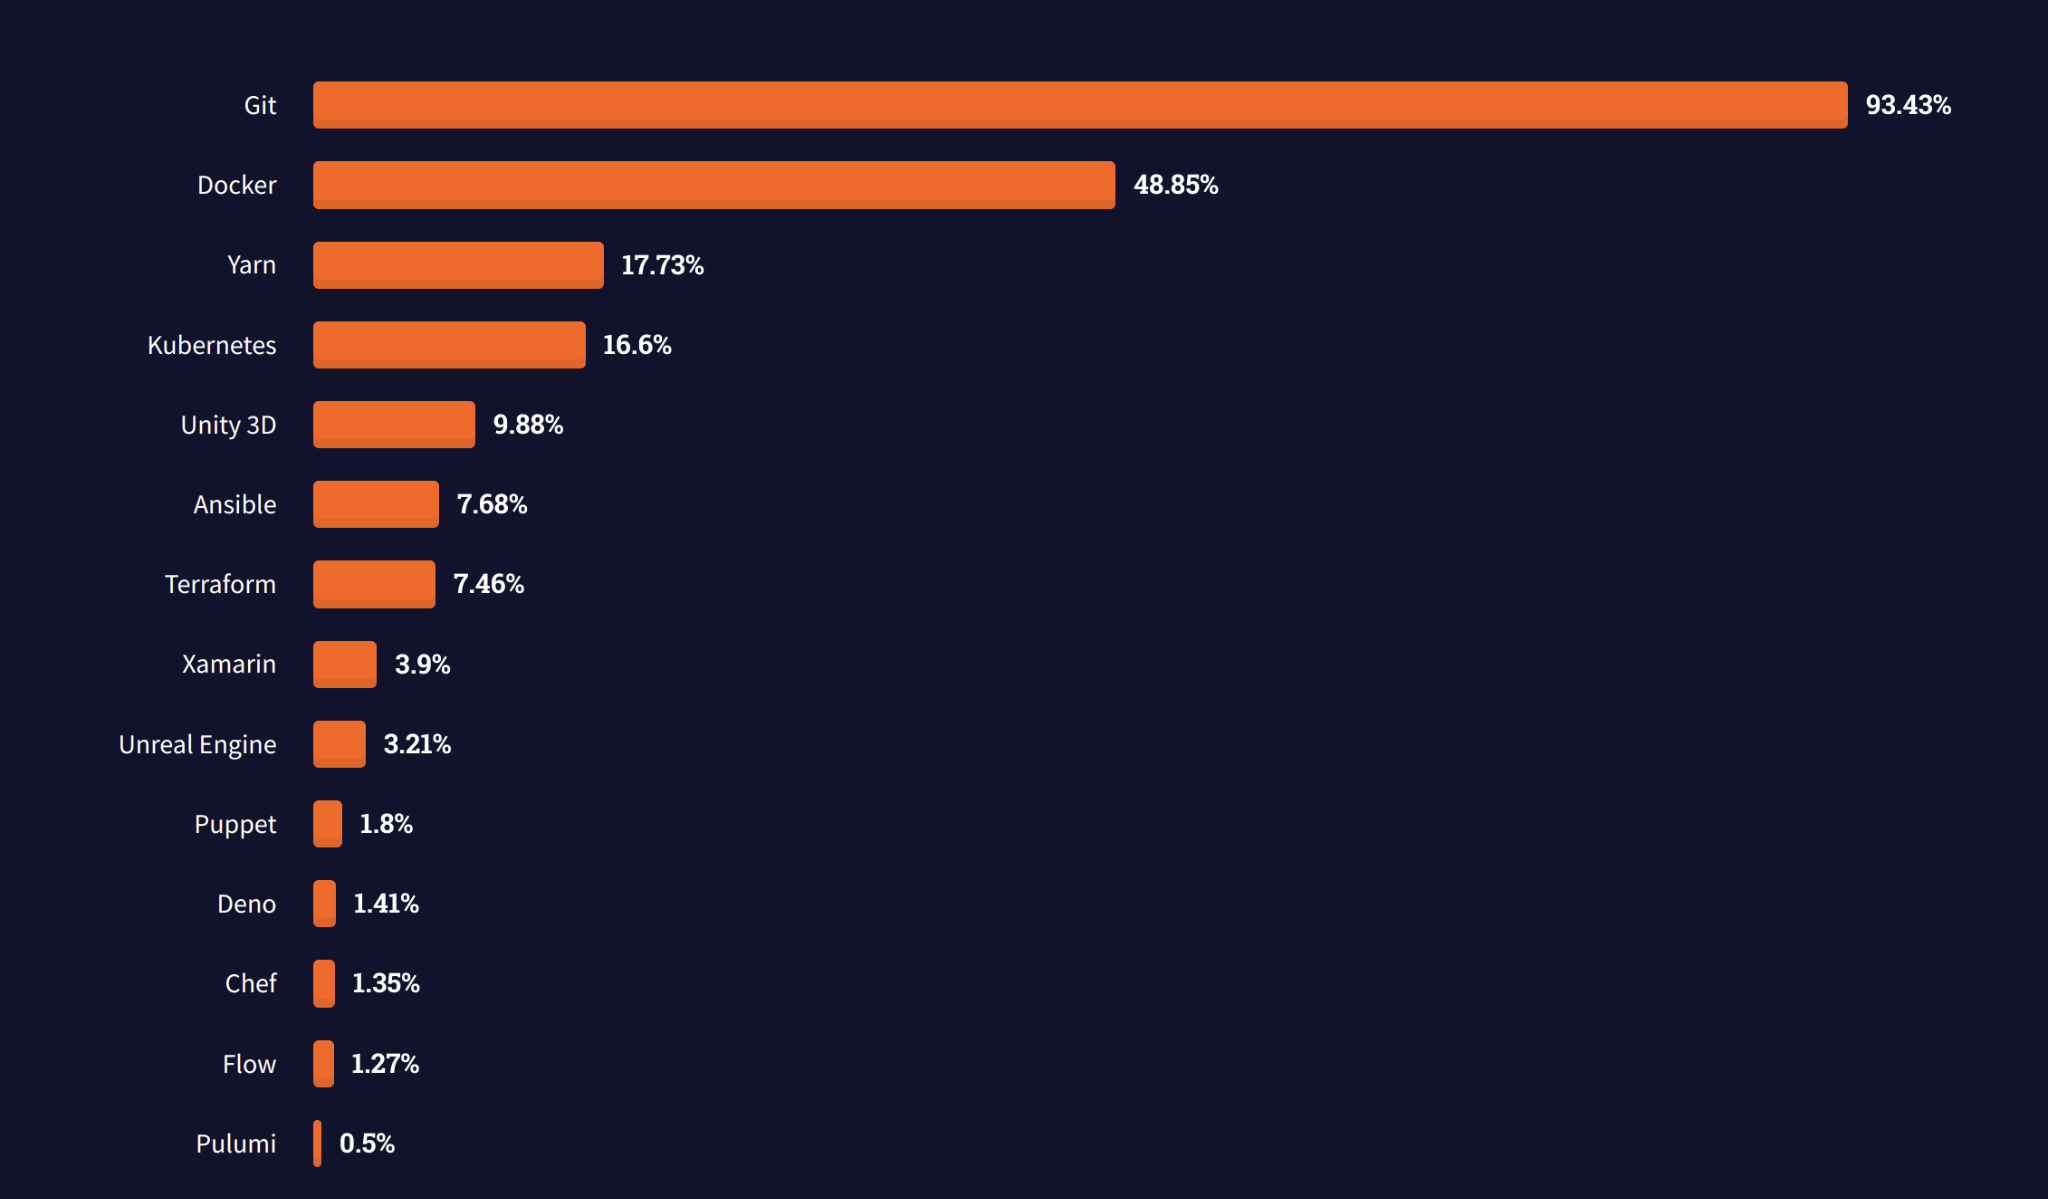 Git 93.43%
Docker 48.85%
Yarn 17.73%
Kubernetes 16.6%
Unity 3D 9.88%
Ansible 7.68%
Terraform 7.46%
Xamarin 3.9%
Unreal Engine 3.21%
Puppet 1.8%
Deno 1.41%
Chef 1.35%
Flow 1.27%
Pulumi 0.5%